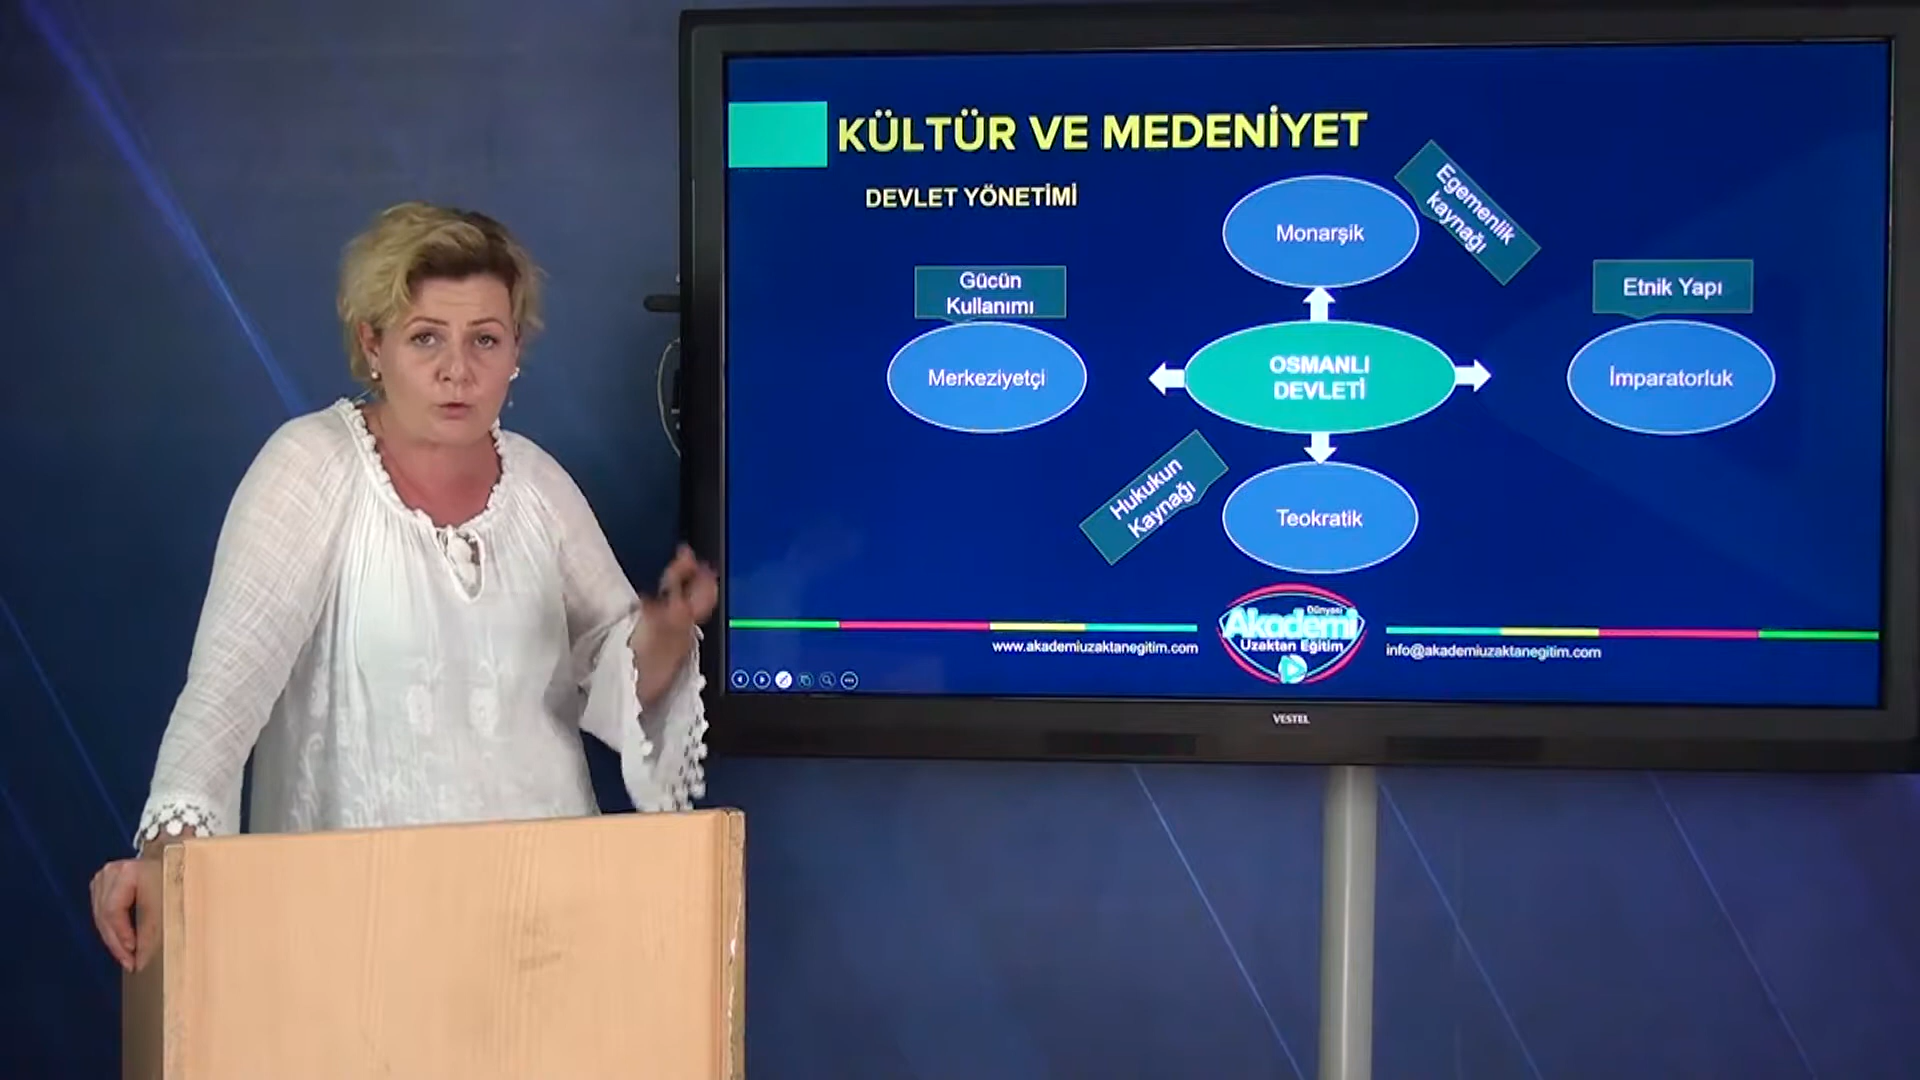 KÜLTÜR VE MEDENİYET
DEVLET YÖNETİMİ
Monarşik
Egemenlik
kaynağı
Gücün
Kullanımı
Etnik Yapı
Merkeziyetçi
OSMANLI
DEVLETİ
İmparatorluk
Hukukun
Kaynağı
Teokratik
Dünyası
Akademi
Uzaktan Eğitim
www.akademiuzaktanegitim.com
info@akademiuzaktanegitim.com
VESTEL